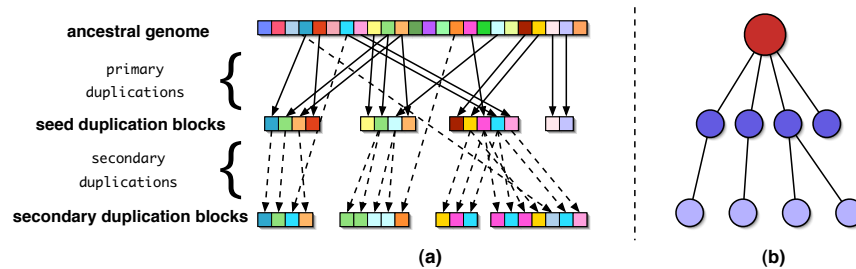 ancestral genome
primary
duplications
seed duplication blocks
secondary
duplications
secondary duplication blocks
(a)
(b)